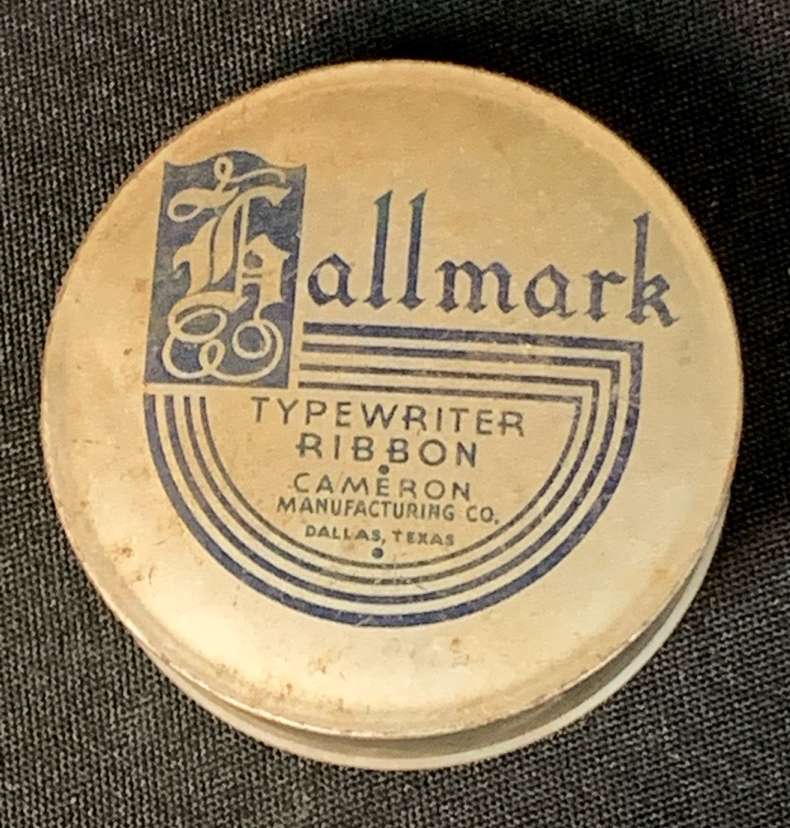 Hallmark
TYPEWRITER
RIBBON
CAMERON
MANUFACTURING CO.
DALLAS, TEXAS